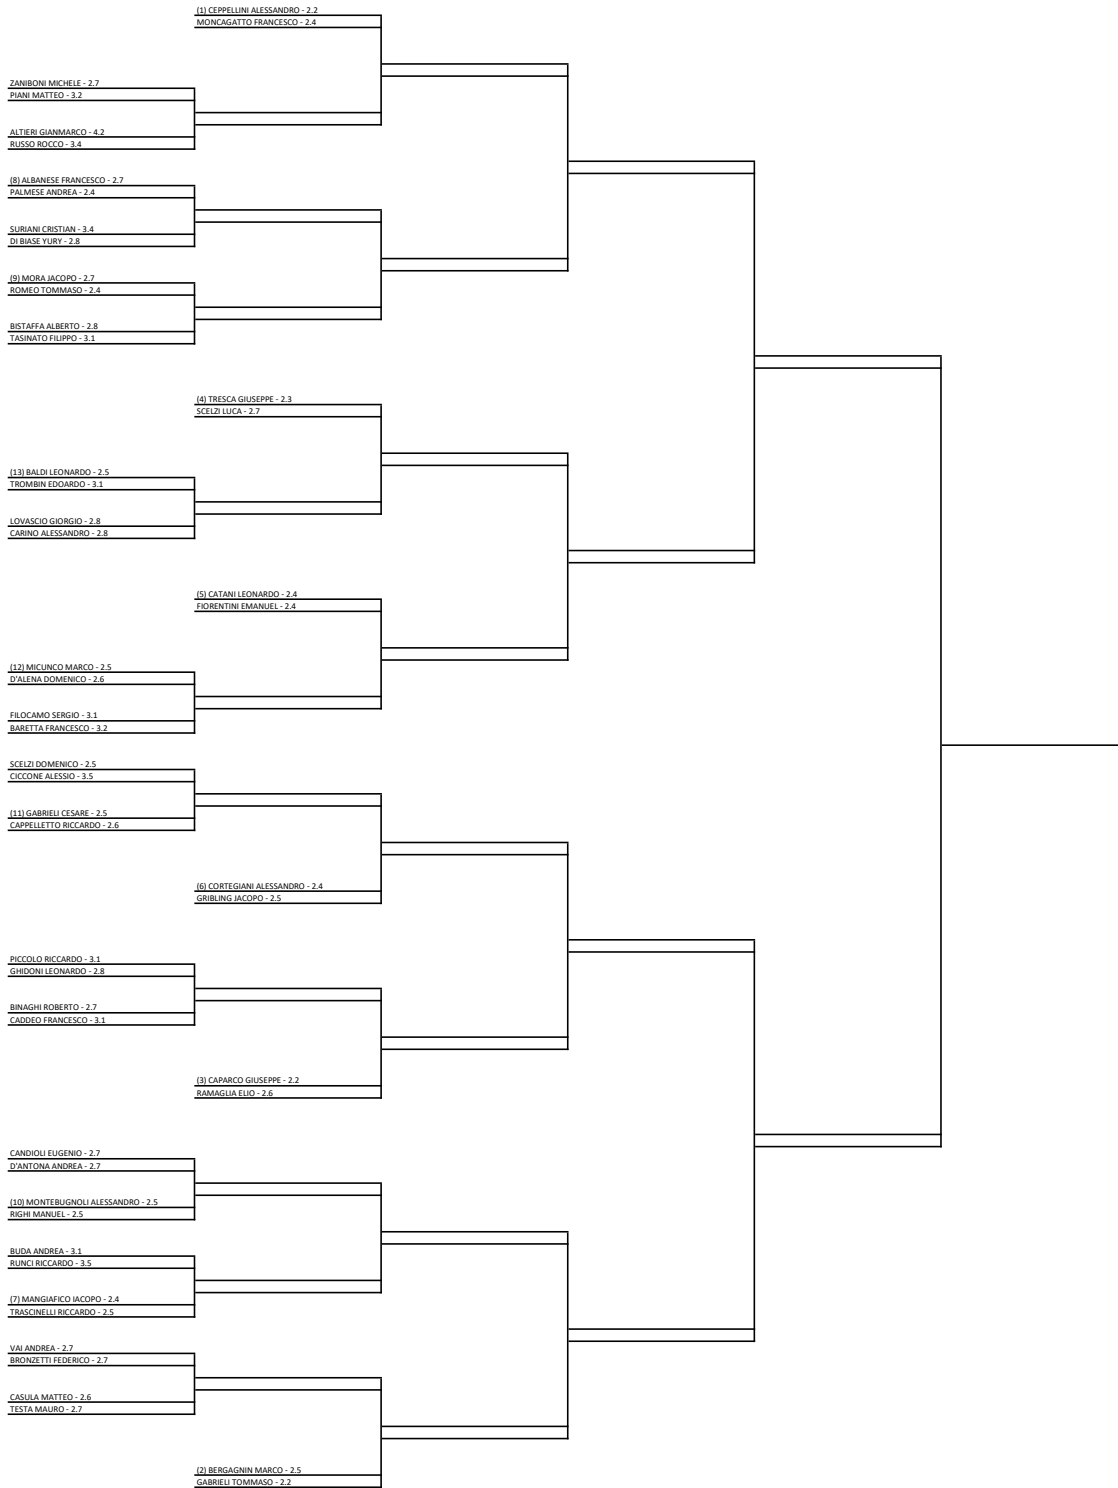 (1) CEPPELLINI ALESSANDRO - 2.2
MONCAGATTO FRANCESCO - 2.4
ZANIBONI MICHELE - 2.7
PIANI MATTEO - 3.2
ALTIERI GIANMARCO - 4.2
RUSSO ROCCO - 3.4
(8) ALBANESE FRANCESCO - 2.7
PALMESE ANDREA - 2.4
SURIANI CRISTIAN - 3.4
DI BIASE YURY - 2.8
(9) MORA JACOPO - 2.7
ROMEO TOMMASO - 2.4
BISTAFFA ALBERTO - 2.8
TASINATO FILIPPO - 3.1
(4) TRESCA GIUSEPPE - 2.3
SCELZI LUCA - 2.7
(13) BALDI LEONARDO - 2.5
TROMBIN EDOARDO - 3.1
LOVASCIO GIORGIO - 2.8
CARINO ALESSANDRO - 2.8
(5) CATANI LEONARDO - 2.4
FIORENTINI EMANUEL - 2.4
(12) MICUNCO MARCO - 2.5
D'ALENA DOMENICO - 2.6
FILOCAMO SERGIO - 3.1
BARETTA FRANCESCO - 3.2
SCELZI DOMENICO - 2.5
CICCONE ALESSIO - 3.5
(11) GABRIELI CESARE - 2.5
CAPPELLETTO RICCARDO - 2.6
(6) CORTEGIANI ALESSANDRO - 2.4
GRIBLING JACOPO - 2.5
PICCOLO RICCARDO - 3.1
GHIDONI LEONARDO - 2.8
BINAGHI ROBERTO - 2.7
CADDEO FRANCESCO - 3.1
(3) CAPARCO GIUSEPPE - 2.2
RAMAGLIA ELIO - 2.6
CANDIOLI EUGENIO - 2.7
D'ANTONA ANDREA - 2.7
(10) MONTEBUGNOLI ALESSANDRO - 2.5
RIGHI MANUEL - 2.5
BUDA ANDREA - 3.1
RUNCI RICCARDO - 3.5
(7) MANGIAFICO IACOPO - 2.4
TRASCINELLI RICCARDO - 2.5
VAI ANDREA - 2.7
BRONZETTI FEDERICO - 2.7
CASULA MATTEO - 2.6
TESTA MAURO - 2.7
(2) BERGAGNIN MARCO - 2.5
GABRIELI TOMMASO - 2.2